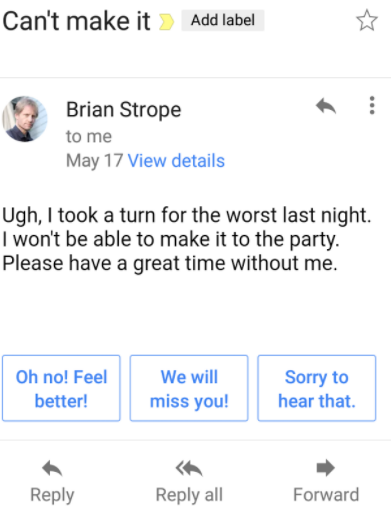 Can't make it Add label
Brian Strope
to me
May 17 View details
Ugh, I took a turn for the worst last night.
I won't be able to make it to the party.
Please have a great time without me.
Oh no! Feel
better!
We will
miss you!
Sorry to
hear that.
Reply
Reply all
Forward